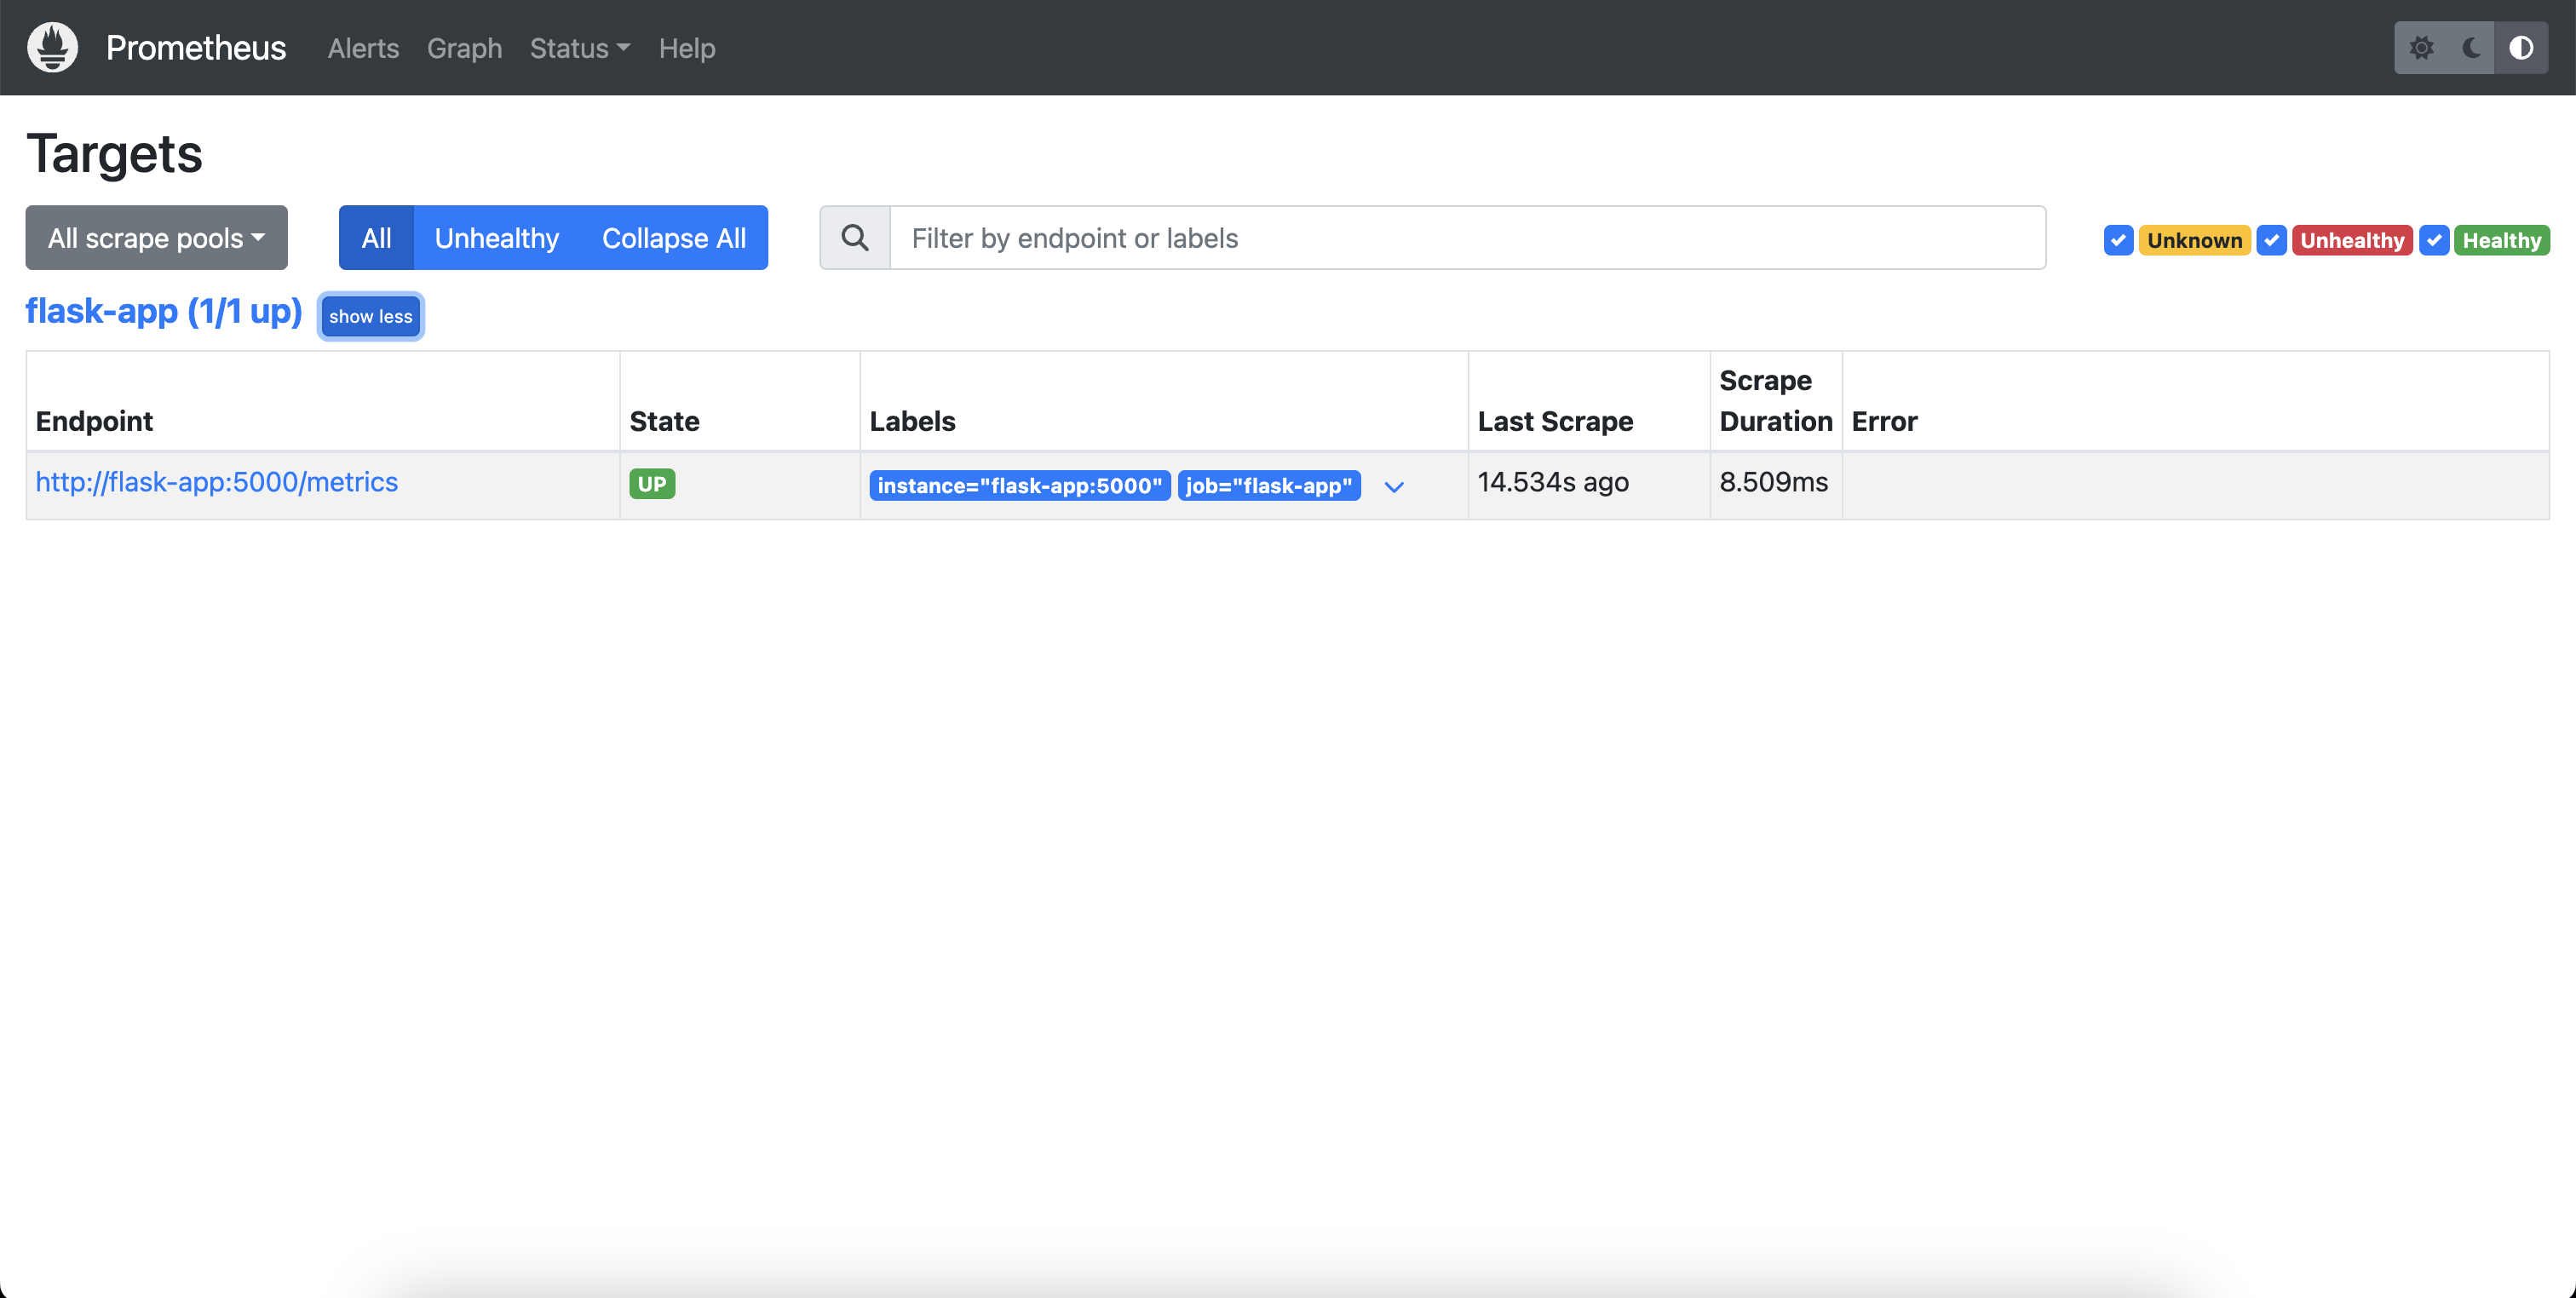 Prometheus Alerts Graph Status Help
Targets
All scrape pools All Unhealthy Collapse All Filter by endpoint or labels Unknown Unhealthy Healthy
flask-app (1/1 up) show less
Endpoint State Labels Last Scrape Scrape Duration Error
http://flask-app:5000/metrics UP instance="flask-app:5000" job="flask-app" 14.534s ago 8.509ms